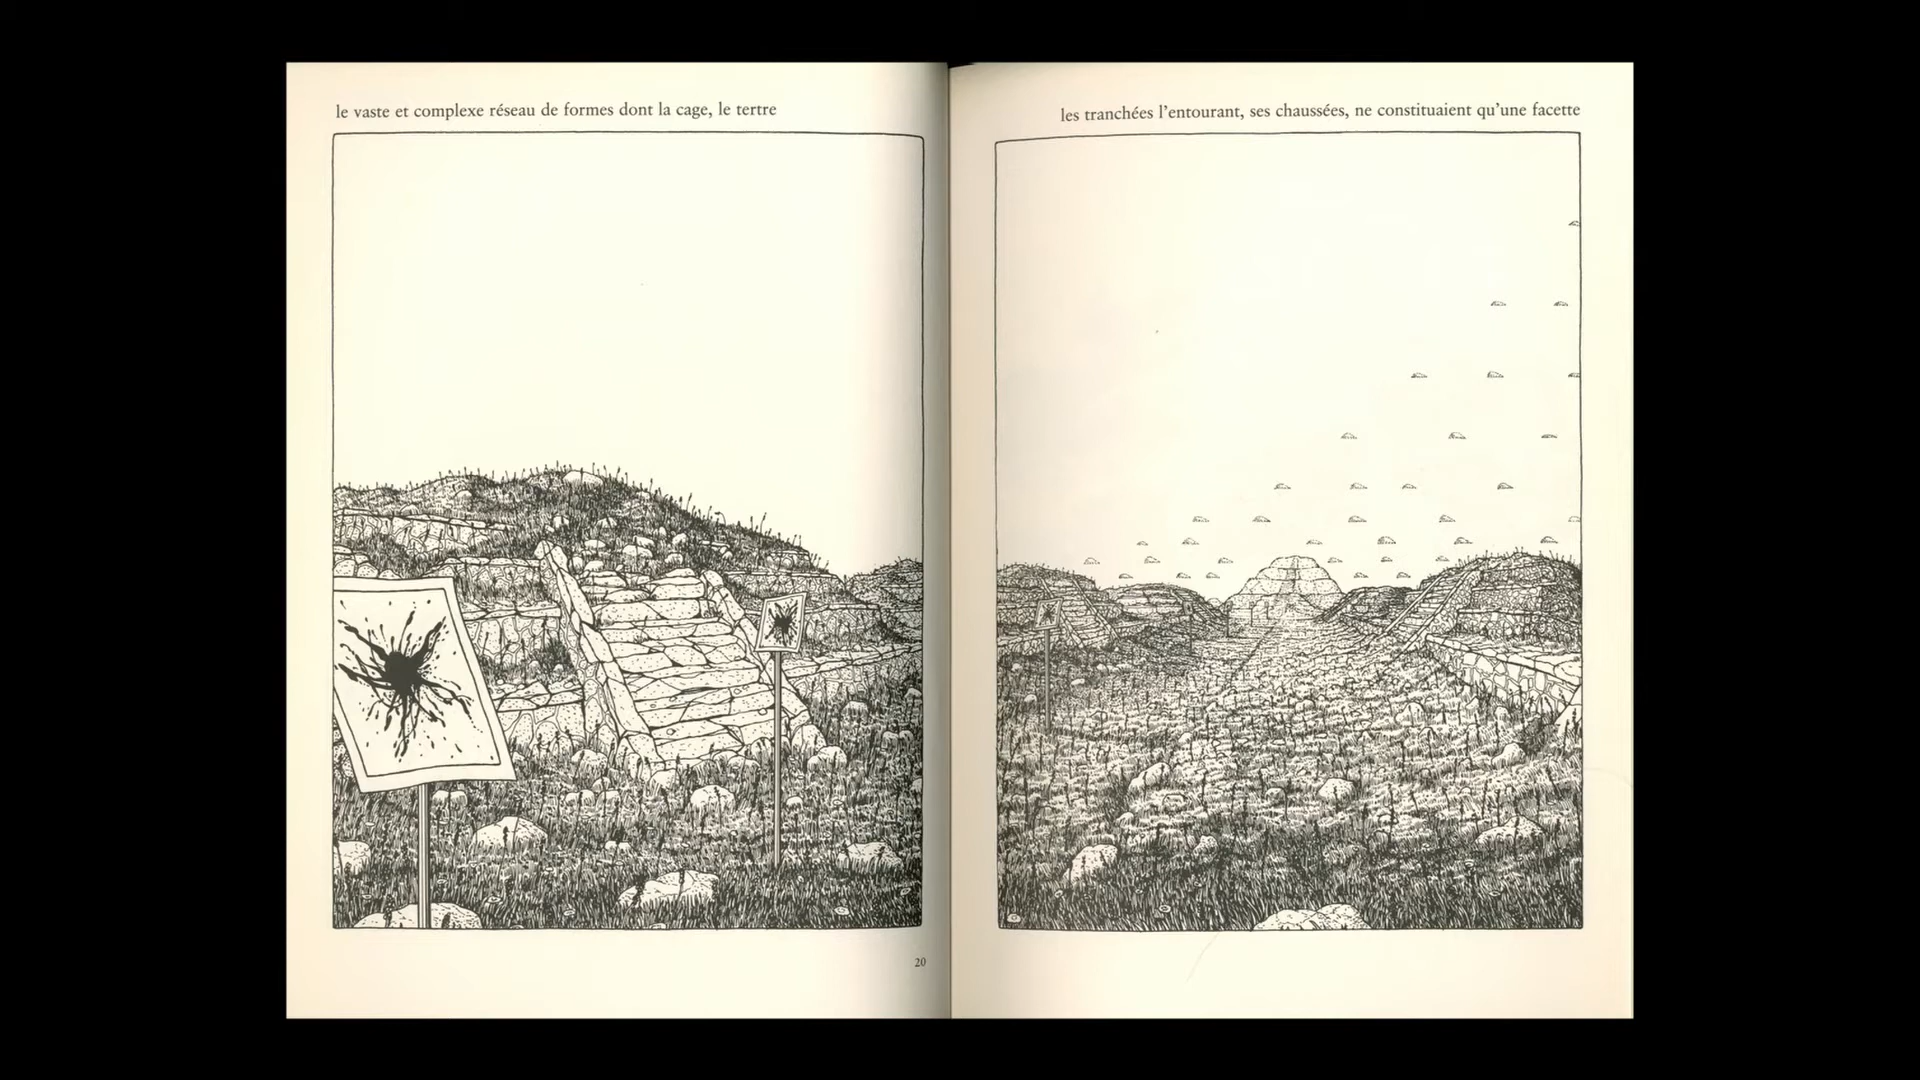 le vaste et complexe réseau de formes dont la cage, le tertre
les tranchées l'entourant, ses chaussées, ne constituaient qu'une facette
20